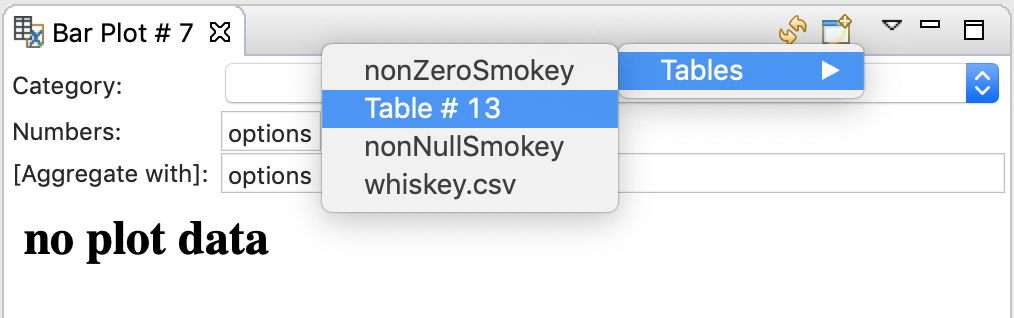 Bar Plot # 7
Category:
nonZeroSmokey
Tables
Table # 13
Numbers:
options
nonNullSmokey
[Aggregate with]:
options
whiskey.csv
no plot data